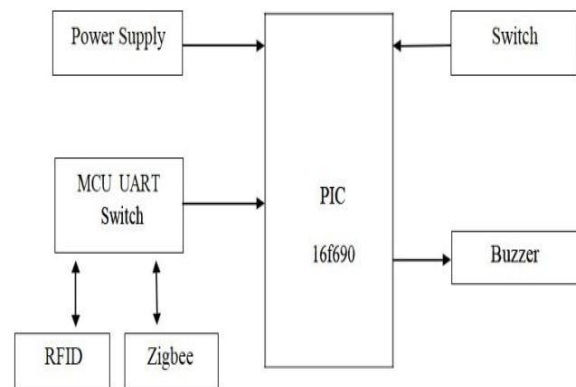 Power Supply
Switch
MCU UART
Switch
PIC
16f690
Buzzer
RFID
Zigbee